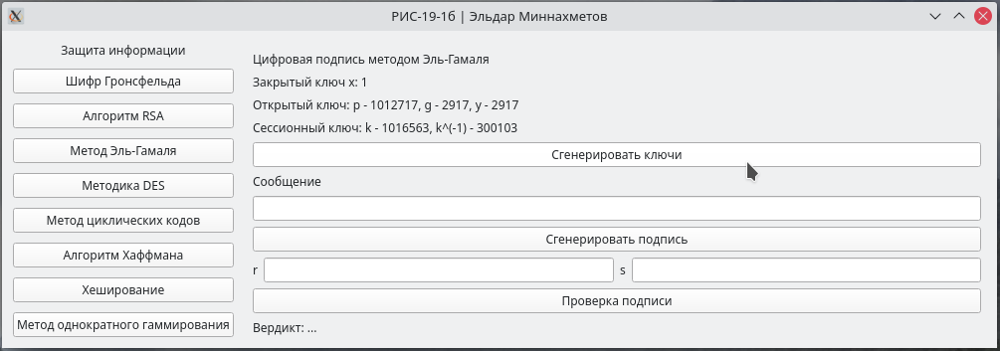 РИС-19-1б | Эльдар Миннахметов
Защита информации
Шифр Гронсфельда
Алгоритм RSA
Метод Эль-Гамаля
Методика DES
Метод циклических кодов
Алгоритм Хаффмана
Хеширование
Метод однократного гаммирования
Цифровая подпись методом Эль-Гамаля
Закрытый ключ x: 1
Открытый ключ: p - 1012717, g - 2917, y - 2917
Сессионный ключ: k - 1016563, k^(-1) - 300103
Сгенерировать ключи
Сообщение
Сгенерировать подпись
r s
Проверка подписи
Вердикт: ...